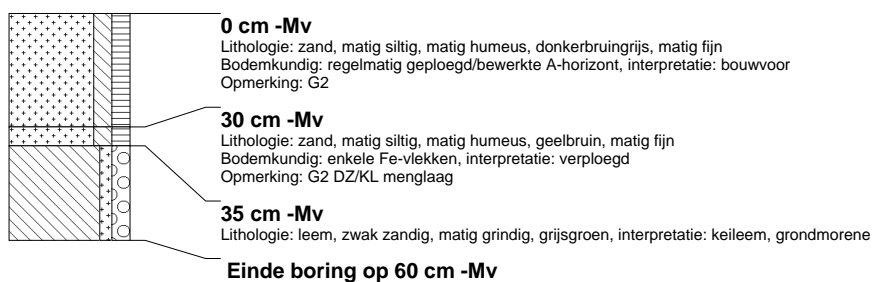 0 cm -Mv
Lithologie: zand, matig siltig, matig humeus, donkerbruingrijs, matig fijn
Bodemkundig: regelmatig geploegd/bewerkte A-horizont, interpretatie: bouwvoor
Opmerking: G2
30 cm -Mv
Lithologie: zand, matig siltig, matig humeus, geelbruin, matig fijn
Bodemkundig: enkele Fe-vlekken, interpretatie: verploegd
Opmerking: G2 DZ/KL menglaag
35 cm -Mv
Lithologie: leem, zwak zandig, matig grindig, grijsgroen, interpretatie: keileem, grondmorene
Einde boring op 60 cm -Mv